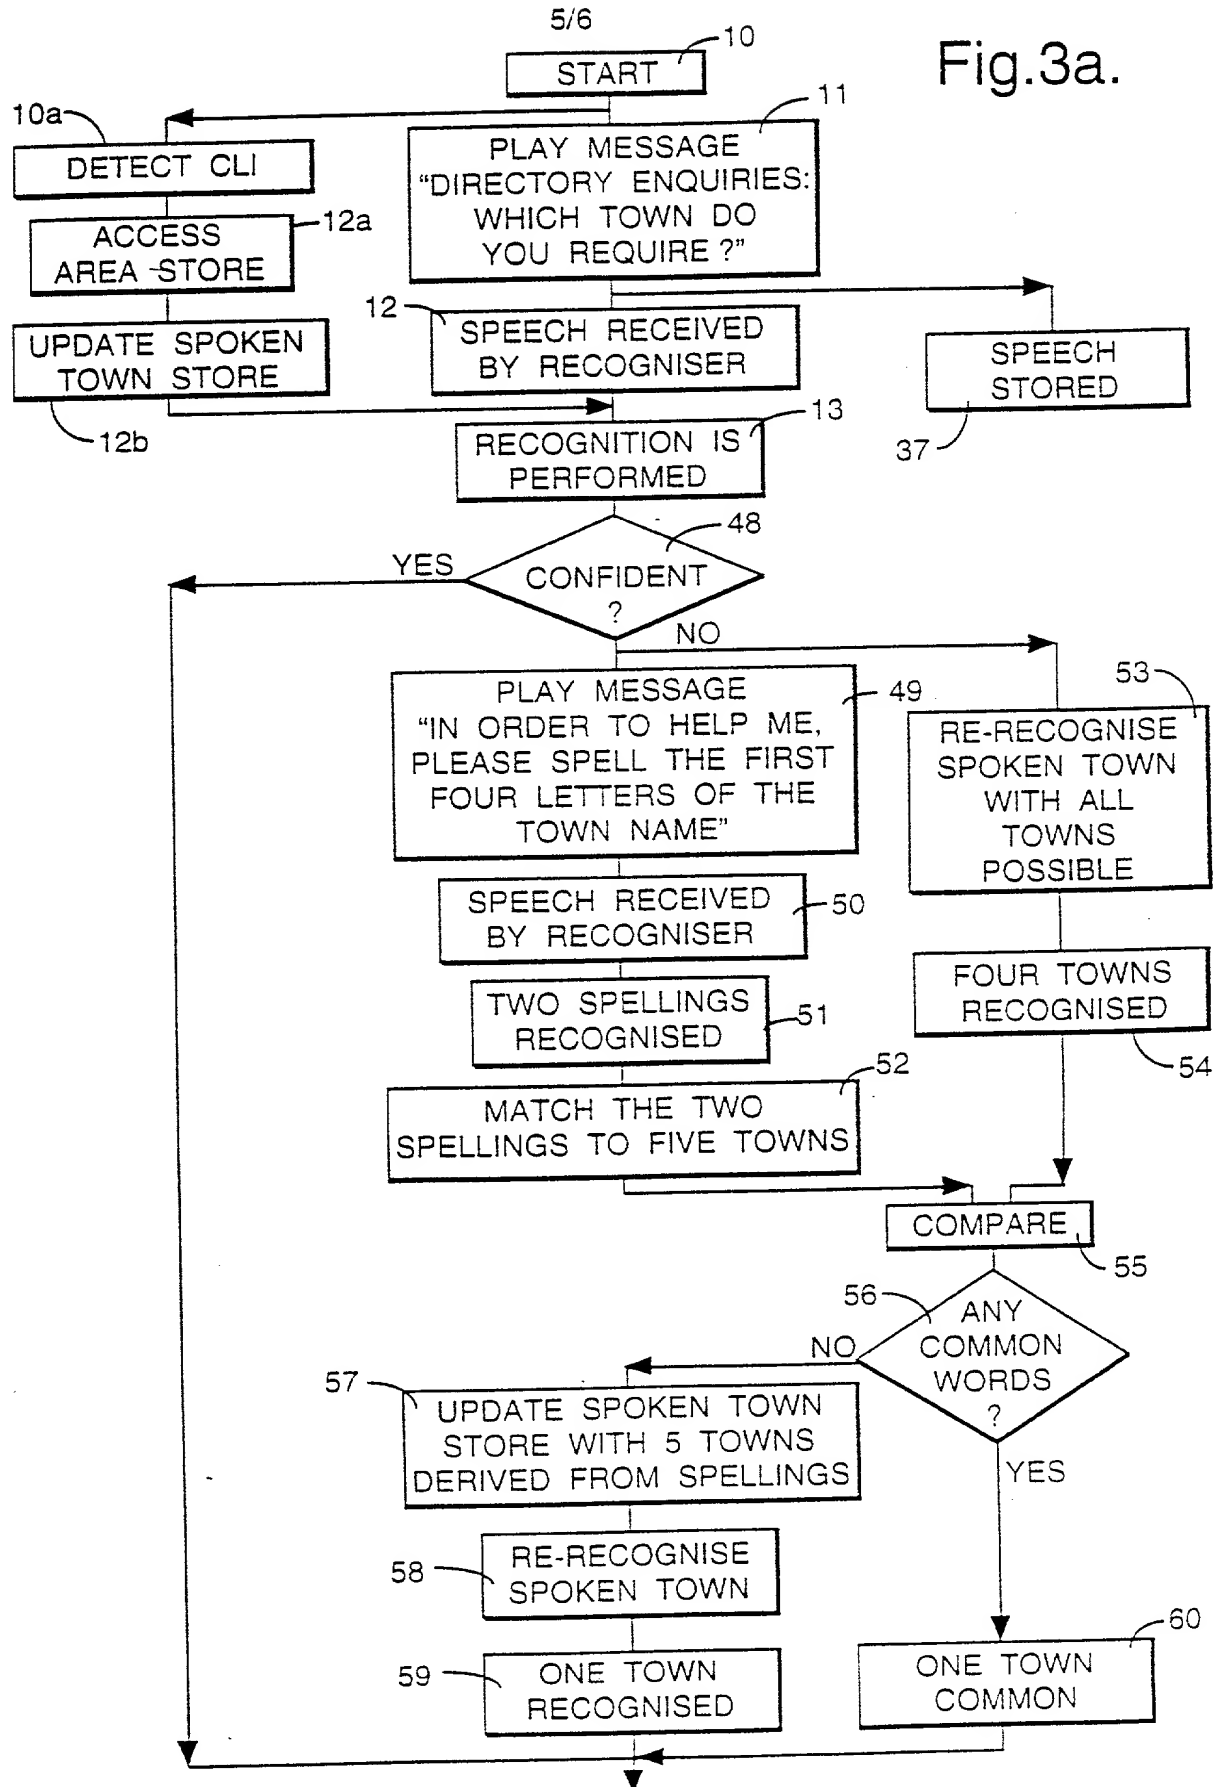 5/6
Fig.3a.
10
START
10a
11
DETECT CLI
PLAY MESSAGE
“DIRECTORY ENQUIRIES:
WHICH TOWN DO
YOU REQUIRE?”
12a
ACCESS
AREA STORE
12
SPEECH RECEIVED
BY RECOGNISER
UPDATE SPOKEN
TOWN STORE
12b
SPEECH
STORED
37
13
RECOGNITION IS
PERFORMED
48
YES
CONFIDENT
?
NO
49
PLAY MESSAGE
“IN ORDER TO HELP ME,
PLEASE SPELL THE FIRST
FOUR LETTERS OF THE
TOWN NAME”
53
RE-RECOGNISE
SPOKEN TOWN
WITH ALL
TOWNS
POSSIBLE
SPEECH RECEIVED
BY RECOGNISER
50
TWO SPELLINGS
RECOGNISED
51
FOUR TOWNS
RECOGNISED
54
52
MATCH THE TWO
SPELLINGS TO FIVE TOWNS
COMPARE
55
56
ANY
COMMON
WORDS
?
NO
YES
57
UPDATE SPOKEN TOWN
STORE WITH 5 TOWNS
DERIVED FROM SPELLINGS
58
RE-RECOGNISE
SPOKEN TOWN
59
ONE TOWN
RECOGNISED
60
ONE TOWN
COMMON